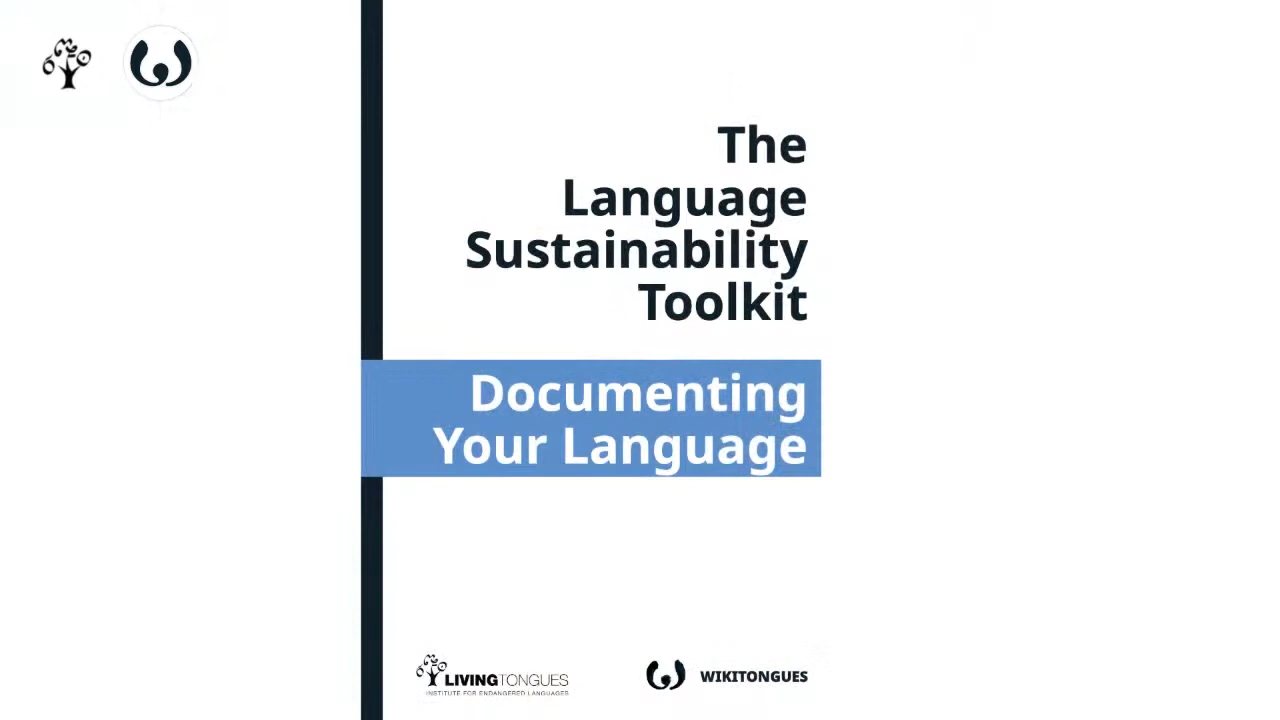 The
Language
Sustainability
Toolkit
Documenting
Your Language
LIVINGTONGUES
INSTITUTE FOR ENDANGERED LANGUAGES
WIKITONGUES